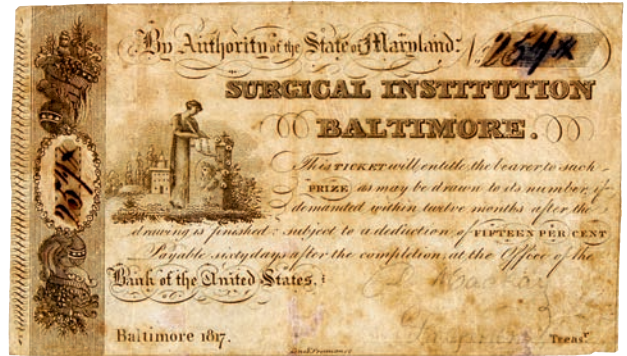 By Authority of the State of Maryland: No. 254*
SURGICAL INSTITUTION
BALTIMORE.
This TICKET will entitle the bearer to such
PRIZE as may be drawn to its number, if
demanded within twelve months after the
drawing is finished: subject to a deduction of FIFTEEN PER CENT
Payable sixty days after the completion, at the Office of the
Bank of the United States.
Baltimore 1817.
Treasr.
254*